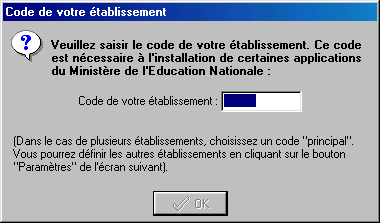 Code de votre établissement
Veuillez saisir le code de votre établissement. Ce code
est nécessaire à l'installation de certaines applications
du Ministère de l'Education Nationale :
Code de votre établissement :
(Dans le cas de plusieurs établissements, choisissez un code "principal".
Vous pourrez définir les autres établissements en cliquant sur le bouton
"Paramètres" de l'écran suivant).
OK